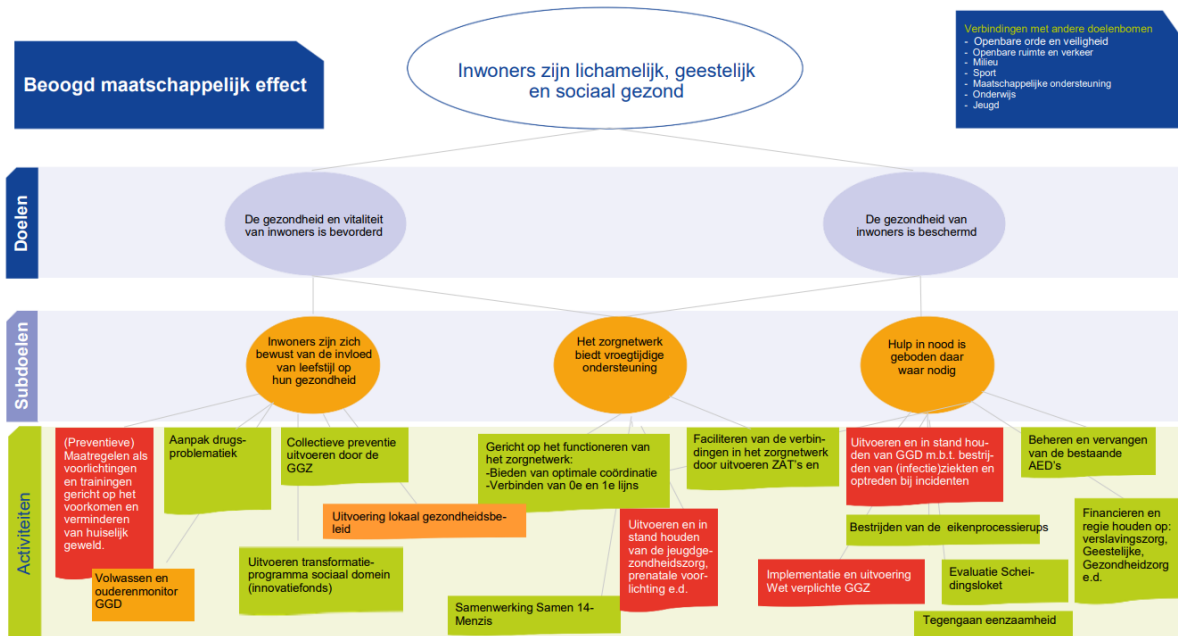 Beoogd maatschappelijk effect
Inwoners zijn lichamelijk, geestelijk
en sociaal gezond
Verbindingen met andere doelenbomen
- Openbare orde en veiligheid
- Openbare ruimte en verkeer
- Milieu
- Sport
- Maatschappelijke ondersteuning
- Onderwijs
- Jeugd
Doelen
De gezondheid en vitaliteit
van inwoners is bevorderd
De gezondheid van
inwoners is beschermd
Subdoelen
Inwoners zijn zich
bewust van de invloed
van leefstijl op
hun gezondheid
Het zorgnetwerk
biedt vroegtijdige
ondersteuning
Hulp in nood is
geboden daar
waar nodig
Activiteiten
(Preventieve)
Maatregelen als
voorlichtingen
en trainingen
gericht op het
voorkomen en
verminderen
van huiselijk
geweld.
Aanpak drugs-
problematiek
Collectieve preventie
uitvoeren door de
GGZ
Gericht op het functioneren van
het zorgnetwerk:
-Bieden van optimale coördinatie
-Verbinden van 0e en 1e lijns
Faciliteren van de verbin-
dingen in het zorgnetwerk
door uitvoeren ZAT's en
Uitvoeren en in stand hou-
den van GGD m.b.t. bestrij-
den van (infectie)ziekten en
optreden bij incidenten
Beheren en vervangen
van de bestaande
AED's
Uitvoering lokaal gezondheidsbe-
leid
Uitvoeren en in
stand houden
van de jeugdge-
zondheidszorg,
prenatale voor-
lichting e.d.
Bestrijden van de eikenprocessierups
Financieren en
regie houden op:
verslavingszorg,
Geestelijke,
Gezondheidzorg
e.d.
Volwassen en
ouderenmonitor
GGD
Uitvoeren transformatie-
programma sociaal domein
(innovatiefonds)
Implementatie en uitvoering
Wet verplichte GGZ
Evaluatie Schei-
dingsloket
Samenwerking Samen 14-
Menzis
Tegengaan eenzaamheid